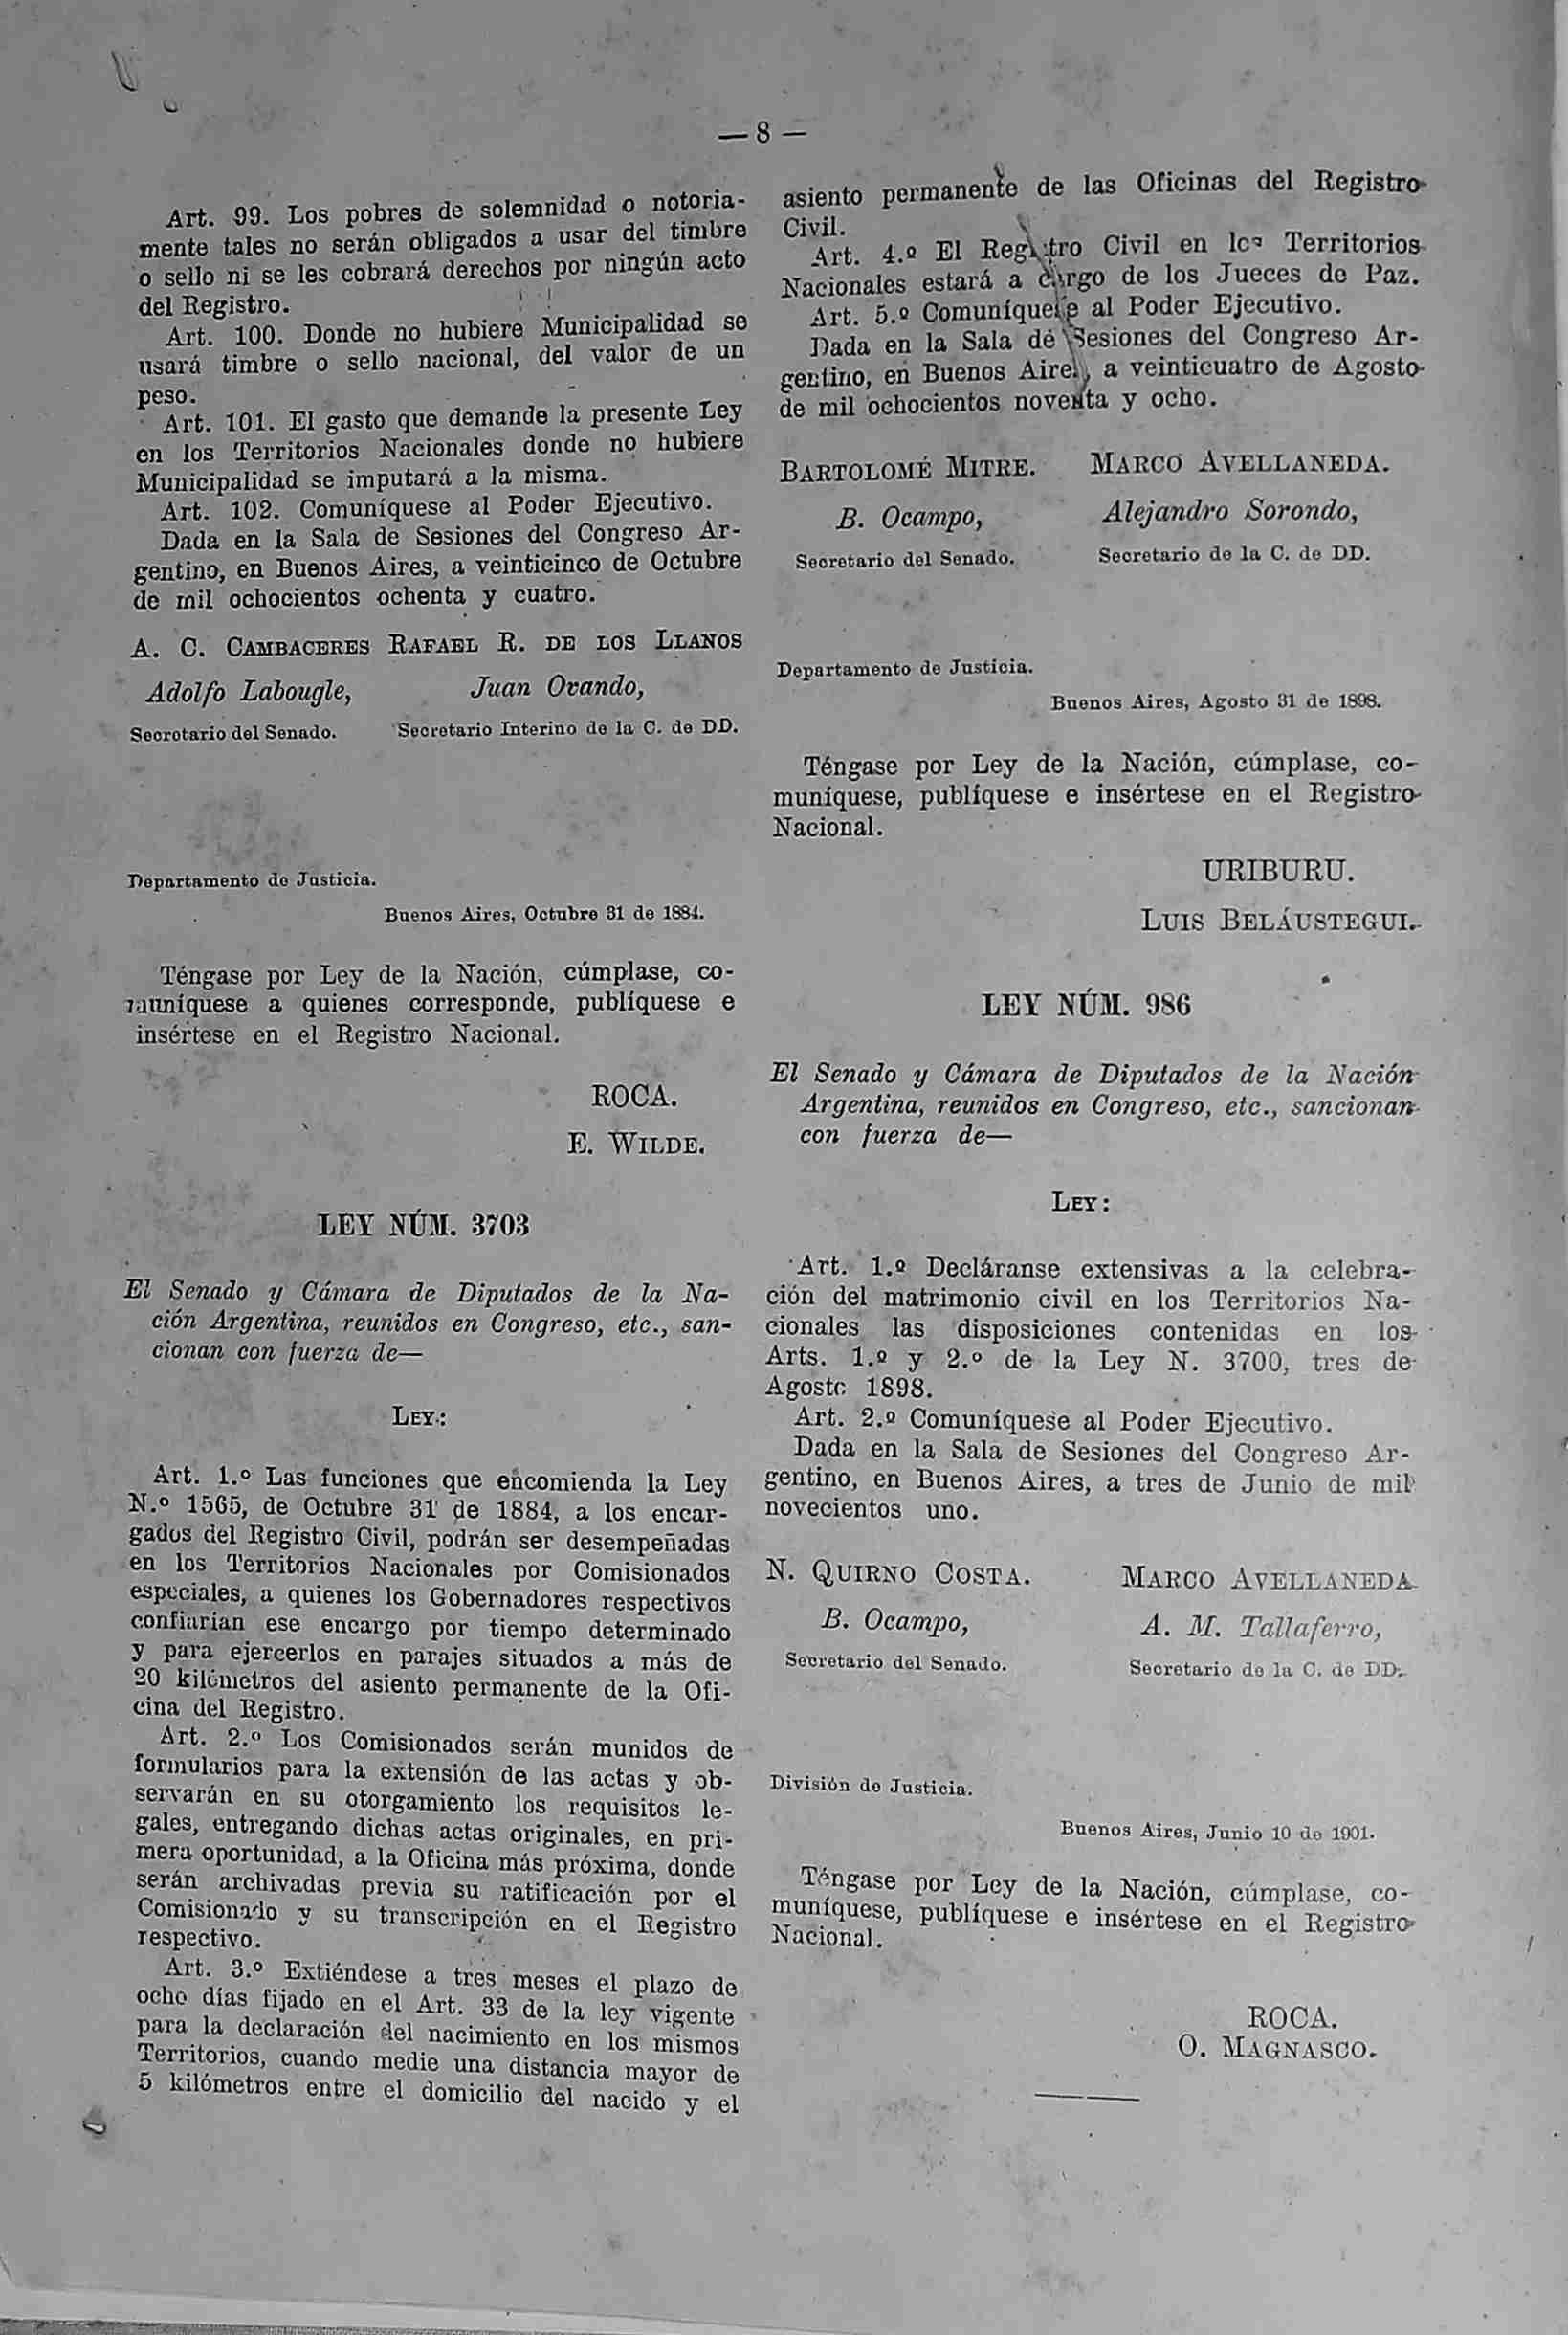 — 8 —
Art. 99. Los pobres de solemnidad o notoria-
mente tales no serán obligados a usar del timbre
o sello ni se les cobrará derechos por ningún acto
del Registro.
Art. 100. Donde no hubiere Municipalidad se
usará timbre o sello nacional, del valor de un
peso.
Art. 101. El gasto que demande la presente Ley
en los Territorios Nacionales donde no hubiere
Municipalidad se imputará a la misma.
Art. 102. Comuníquese al Poder Ejecutivo.
Dada en la Sala de Sesiones del Congreso Ar-
gentino, en Buenos Aires, a veinticinco de Octubre
de mil ochocientos ochenta y cuatro.
A. C. CAMBACERES RAFAEL R. DE LOS LLANOS
Adolfo Labougle, Juan Ovando,
Secretario del Senado. Secretario Interino de la C. de DD.
Departamento de Justicia.
Buenos Aires, Octubre 31 de 1884.
Téngase por Ley de la Nación, cúmplase, co-
muníquese a quienes corresponde, publíquese e
insértese en el Registro Nacional.
ROCA.
E. WILDE.
LEY NÚM. 3703
El Senado y Cámara de Diputados de la Na-
ción Argentina, reunidos en Congreso, etc., san-
cionan con fuerza de—
LEY:
Art. 1.º Las funciones que encomienda la Ley
N.º 1565, de Octubre 31 de 1884, a los encar-
gados del Registro Civil, podrán ser desempeñadas
en los Territorios Nacionales por Comisionados
especiales, a quienes los Gobernadores respectivos
confiarían ese encargo por tiempo determinado
y para ejercerlos en parajes situados a más de
20 kilómetros del asiento permanente de la Ofi-
cina del Registro.
Art. 2.º Los Comisionados serán munidos de
formularios para la extensión de las actas y ob-
servarán en su otorgamiento los requisitos le-
gales, entregando dichas actas originales, en pri-
mera oportunidad, a la Oficina más próxima, donde
serán archivadas previa su ratificación por el
Comisionado y su transcripción en el Registro
respectivo.
Art. 3.º Extiéndese a tres meses el plazo de
ocho días fijado en el Art. 33 de la ley vigente
para la declaración del nacimiento en los mismos
Territorios, cuando medie una distancia mayor de
5 kilómetros entre el domicilio del nacido y el
asiento permanente de las Oficinas del Registro
Civil.
Art. 4.º El Registro Civil en los Territorios
Nacionales estará a cargo de los Jueces de Paz.
Art. 5.º Comuníquese al Poder Ejecutivo.
Dada en la Sala de Sesiones del Congreso Ar-
gentino, en Buenos Aires, a veinticuatro de Agosto
de mil ochocientos noventa y ocho.
BARTOLOMÉ MITRE. MARCO AVELLANEDA.
B. Ocampo, Alejandro Sorondo,
Secretario del Senado. Secretario de la C. de DD.
Departamento de Justicia.
Buenos Aires, Agosto 31 de 1898.
Téngase por Ley de la Nación, cúmplase, co-
muníquese, publíquese e insértese en el Registro
Nacional.
URIBURU.
LUIS BELÁUSTEGUI.
LEY NÚM. 986
El Senado y Cámara de Diputados de la Nación
Argentina, reunidos en Congreso, etc., sancionan
con fuerza de—
LEY:
Art. 1.º Decláranse extensivas a la celebra-
ción del matrimonio civil en los Territorios Na-
cionales las disposiciones contenidas en los
Arts. 1.º y 2.º de la Ley N. 3700, tres de
Agosto 1898.
Art. 2.º Comuníquese al Poder Ejecutivo.
Dada en la Sala de Sesiones del Congreso Ar-
gentino, en Buenos Aires, a tres de Junio de mil
novecientos uno.
N. QUIRNO COSTA. MARCO AVELLANEDA
B. Ocampo, A. M. Tallaferro,
Secretario del Senado. Secretario de la C. de DD.
División de Justicia.
Buenos Aires, Junio 10 de 1901.
Téngase por Ley de la Nación, cúmplase, co-
muníquese, publíquese e insértese en el Registro
Nacional.
ROCA.
O. MAGNASCO.